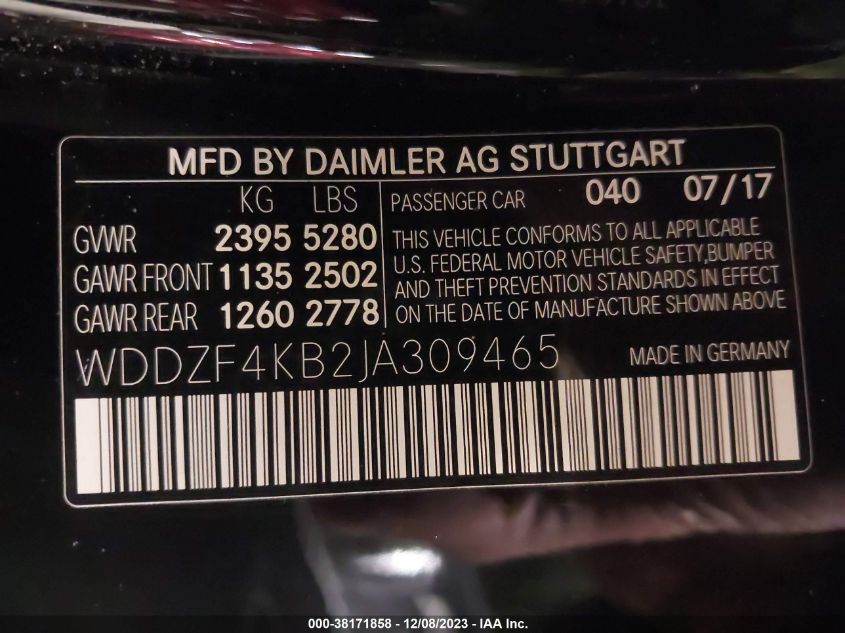 MFD BY DAIMLER AG STUTTGART
KG LBS
GVWR 2395 5280
GAWR FRONT 1135 2502
GAWR REAR 1260 2778
PASSENGER CAR 040 07/17
THIS VEHICLE CONFORMS TO ALL APPLICABLE
U.S. FEDERAL MOTOR VEHICLE SAFETY,BUMPER
AND THEFT PREVENTION STANDARDS IN EFFECT
ON THE DATE OF MANUFACTURE SHOWN ABOVE
WDDZF4KB2JA309465 MADE IN GERMANY
000-38171858 - 12/08/2023 - IAA Inc.